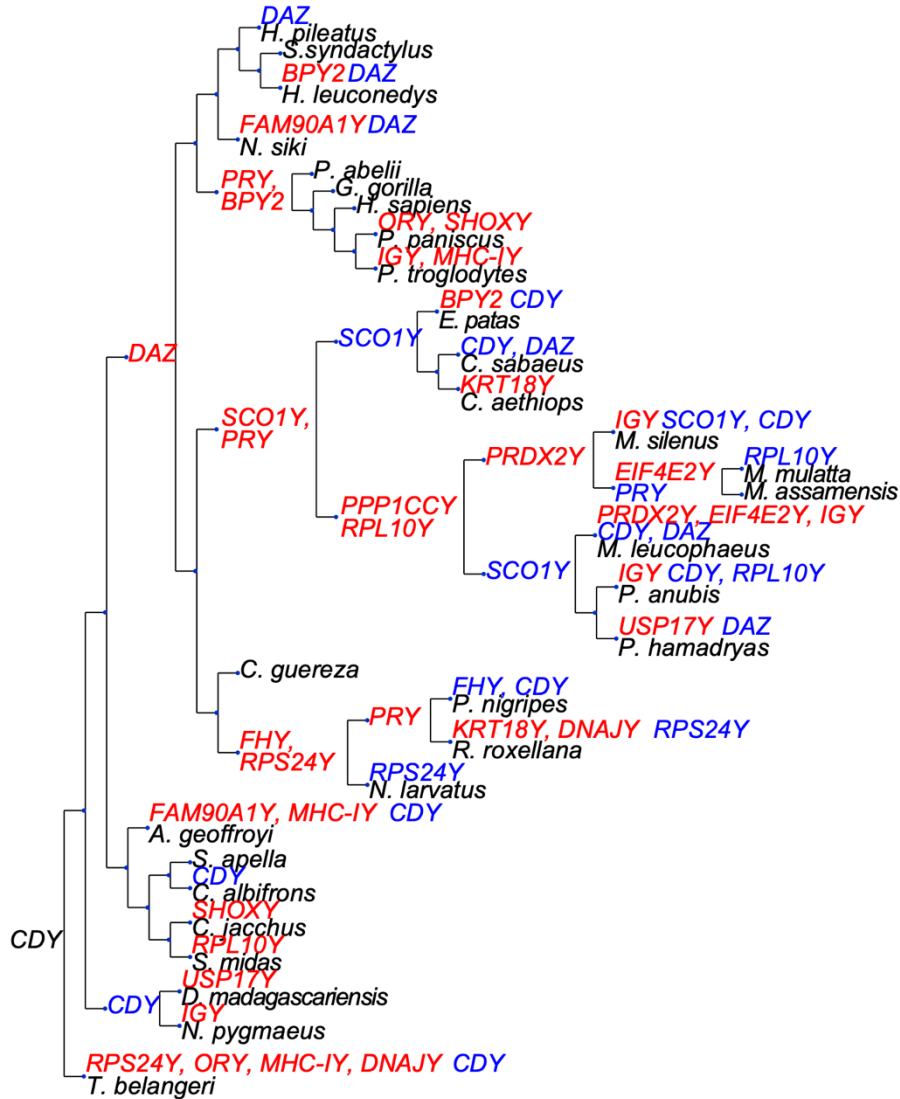 DAZ
H. pileatus
S.syndactylus
BPY2 DAZ
H. leuconedys
FAM90A1Y DAZ
N. siki
PRY,
BPY2
P. abelii
G. gorilla
H. sapiens
ORY, SHOXY
P. paniscus
IGY, MHC-IY
P. troglodytes
DAZ
SCO1Y,
PRY
SCO1Y
BPY2 CDY
E. patas
CDY, DAZ
C. sabaeus
KRT18Y
C. aethiops
PPP1CCY
RPL10Y
PRDX2Y
IGY SCO1Y, CDY
M. silenus
EIF4E2Y
PRY
RPL10Y
M. mulatta
M. assamensis
SCO1Y
PRDX2Y, EIF4E2Y, IGY
CDY, DAZ
M. leucophaeus
IGY CDY, RPL10Y
P. anubis
USP17Y DAZ
P. hamadryas
C. guereza
FHY,
RPS24Y
PRY
FHY, CDY
P. nigripes
KRT18Y, DNAJY RPS24Y
R. roxellana
RPS24Y
N. larvatus
FAM90A1Y, MHC-IY CDY
A. geoffroyi
S. apella
CDY
C. albifrons
SHOXY
C. jacchus
RPL10Y
S. midas
CDY
CDY
USP17Y
D. madagascariensis
IGY
N. pygmaeus
RPS24Y, ORY, MHC-IY, DNAJY CDY
T. belangeri